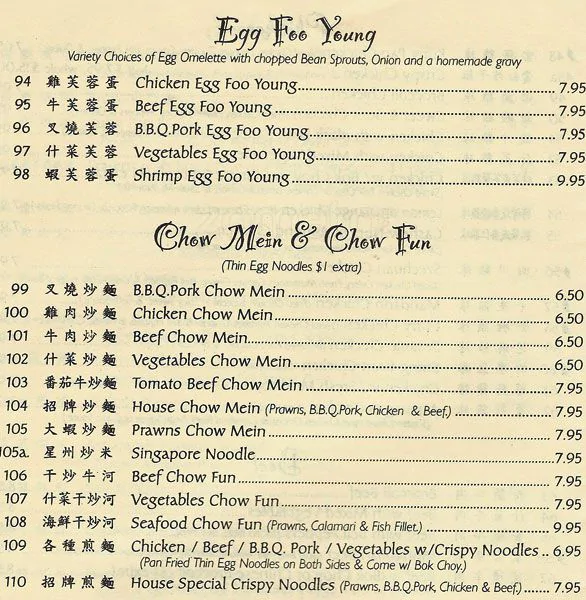 Egg Foo Young
Variety Choices of Egg Omelette with chopped Bean Sprouts, Onion and a homemade gravy
94 雞芙蓉蛋 Chicken Egg Foo Young 7.95
95 牛芙蓉蛋 Beef Egg Foo Young 7.95
96 叉燒芙蓉 B.B.Q.Pork Egg Foo Young 7.95
97 什菜芙蓉 Vegetables Egg Foo Young 7.95
98 蝦芙蓉蛋 Shrimp Egg Foo Young 9.95
Chow Mein & Chow Fun
(Thin Egg Noodles $1 extra)
99 叉燒炒麵 B.B.Q.Pork Chow Mein 6.50
100 雞肉炒麵 Chicken Chow Mein 6.50
101 牛肉炒麵 Beef Chow Mein 6.50
102 什菜炒麵 Vegetables Chow Mein 6.50
103 番茄牛炒麵 Tomato Beef Chow Mein 7.95
104 招牌炒麵 House Chow Mein (Prawns, B.B.Q.Pork, Chicken & Beef,) 7.95
105 大蝦炒麵 Prawns Chow Mein 7.95
105a. 星州炒米 Singapore Noodle 7.95
106 干炒牛河 Beef Chow Fun 7.95
107 什菜干炒河 Vegetables Chow Fun 7.95
108 海鮮干炒河 Seafood Chow Fun (Prawns, Calamari & Fish Fillet.) 9.95
109 各種煎麵 Chicken / Beef / B.B.Q. Pork / Vegetables w/Crispy Noodles .. 6.95
(Pan Fried Thin Egg Noodles on Both Sides & Come w/ Bok Choy.)
110 招牌煎麵 House Special Crispy Noodles (Prawns, B.B.Q.Pork, Chicken & Beef.) 7.95